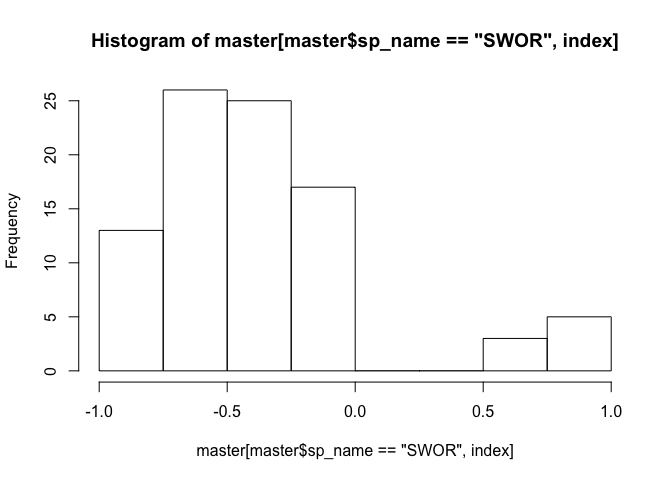 Histogram of master[master$sp_name == "SWOR", index]
Frequency
25
20
15
10
5
0
-1.0 -0.5 0.0 0.5 1.0
master[master$sp_name == "SWOR", index]